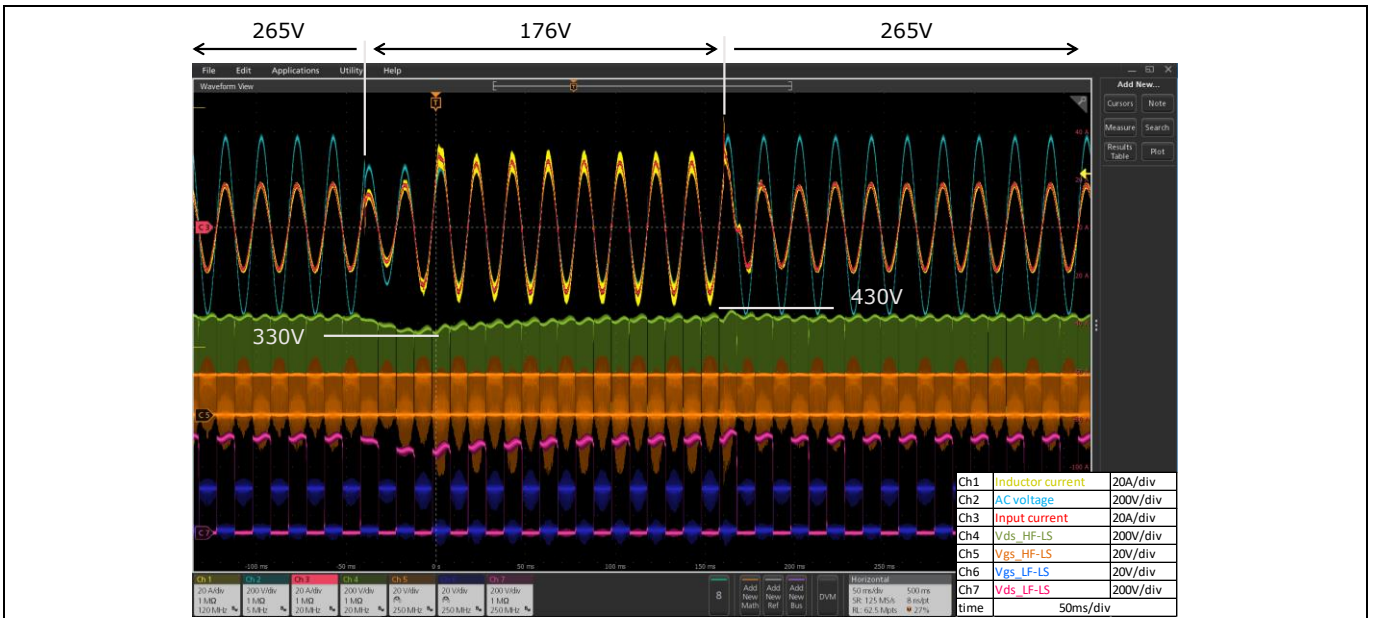 265V 176V 265V
File Edit Applications Utility Help
Waveform View
Add New...
Cursors Note
Measure Search
Results Table Plot
T
T
40 A
C 3
20 A
430V
330V
C 5
-100 A
C 7
-100 ms -50 ms 0 s 50 ms 100 ms 150 ms 200 ms 250 ms
Ch1 Inductor current 20A/div
Ch2 AC voltage 200V/div
Ch3 Input current 20A/div
Ch4 Vds_HF-LS 200V/div
Ch5 Vgs_HF-LS 20V/div
Ch6 Vgs_LF-LS 20V/div
Ch7 Vds_LF-LS 200V/div
time 50ms/div
Ch 1 Ch 2 Ch 3 Ch 4 Ch 5 Ch 7
20 A/div 200 V/div 20 A/div 200 V/div 20 V/div 20 V/div 200 V/div
1 MΩ 1 MΩ 1 MΩ 1 MΩ 1 MΩ
120 MHz 5 MHz 20 MHz 20 MHz 250 MHz 250 MHz 250 MHz
8
Add New Math
Add New Ref
Add New Bus
DVM
Horizontal
50 ms/div 500 ms
SR: 125 MS/s 8 ns/pt
RL: 62.5 Mpts 27%